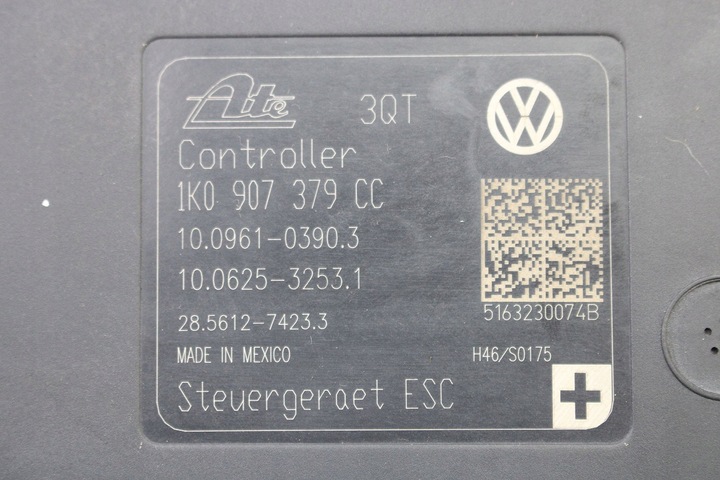 Ate 3QT
Controller
1K0 907 379 CC
10.0961-0390.3
10.0625-3253.1
28.5612-7423.3
5163230074B
MADE IN MEXICO H46/S0175
Steuergeraet ESC